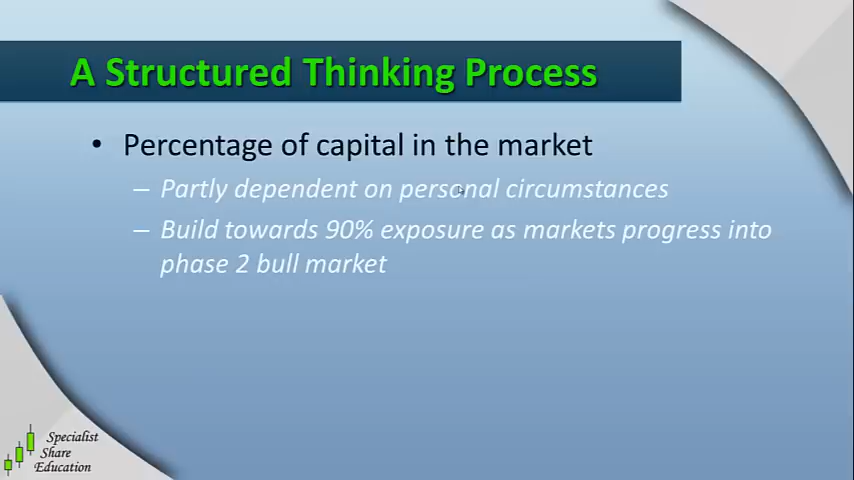 A Structured Thinking Process
• Percentage of capital in the market
– Partly dependent on personal circumstances
– Build towards 90% exposure as markets progress into
phase 2 bull market
Specialist
Share
Education